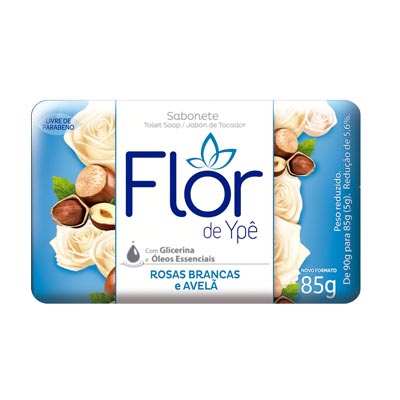 LIVRE DE
PARABENO
Sabonete
Toilet Soap / Jabón de Tocador
Flor
de Ypê
com Glicerina
e Óleos Essenciais
ROSAS BRANCAS
e AVELÃ
Peso reduzido.
De 90g para 85g (5g). Redução de 5,6%.
NOVO FORMATO
85g